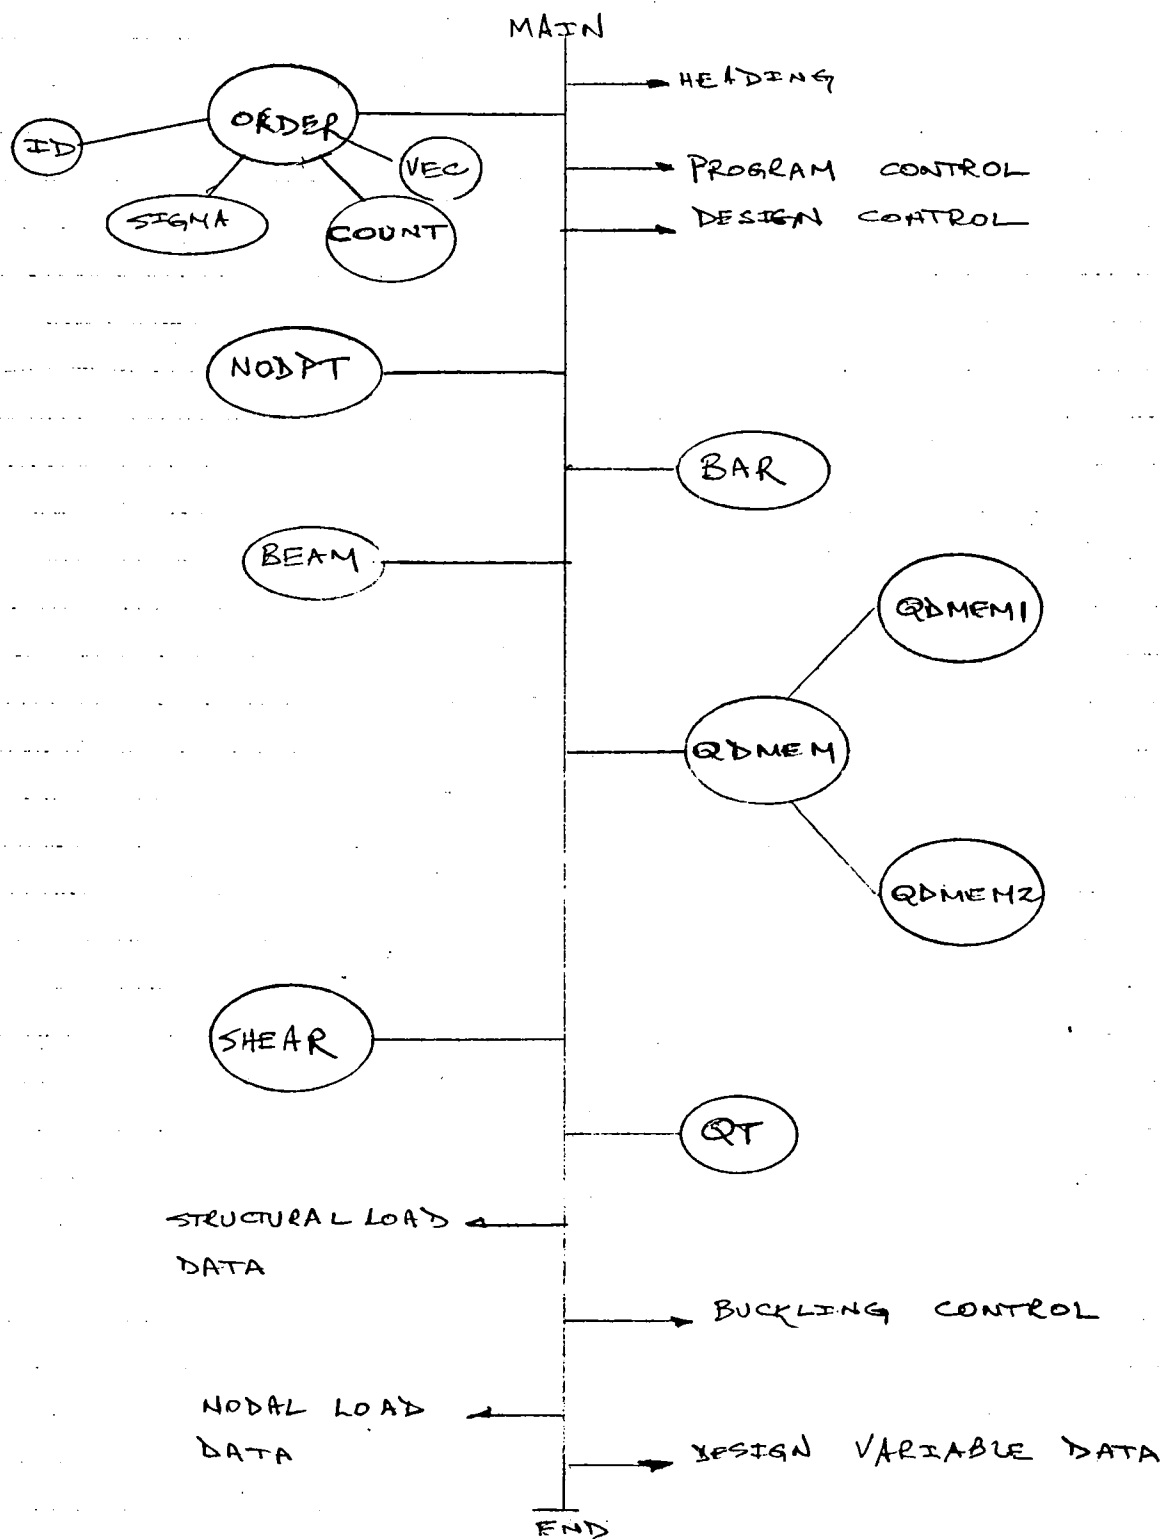 MAIN
HEADING
ORDER
ID
VEC
PROGRAM CONTROL
SIGMA
COUNT
DESIGN CONTROL
NODPT
BAR
BEAM
QDMEM1
QDMEM
QDMEM2
SHEAR
QT
STRUCTURAL LOAD
DATA
BUCKLING CONTROL
NODAL LOAD
DATA
DESIGN VARIABLE DATA
END